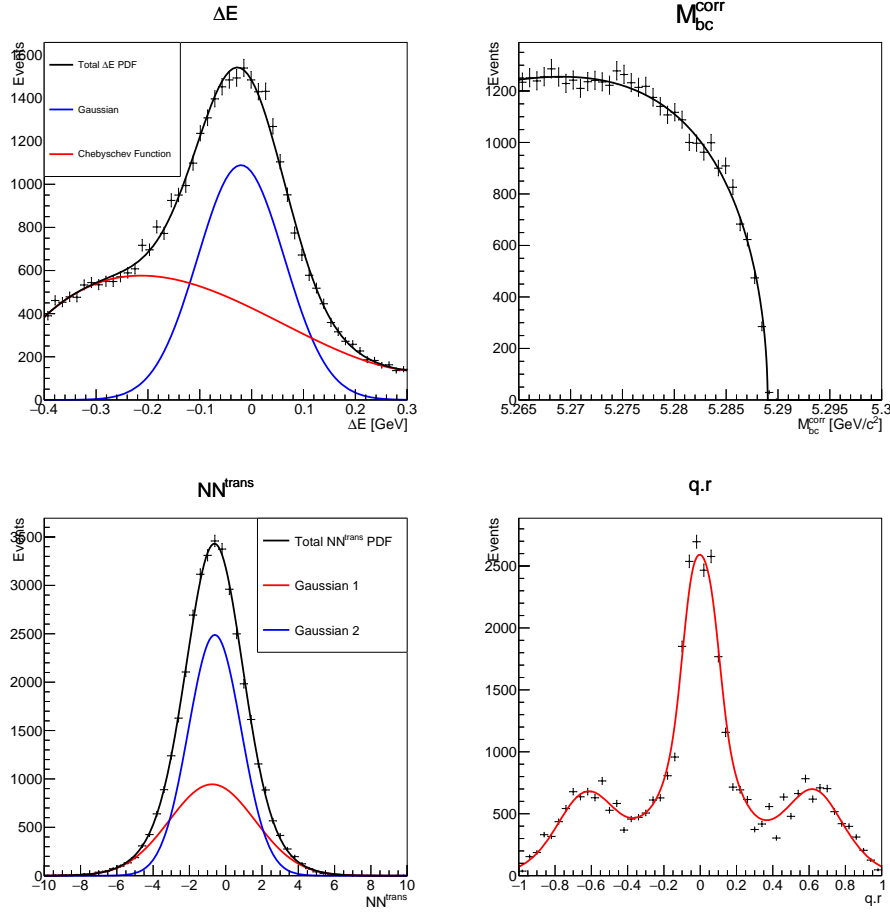 ΔE
Events
1600
1400
1200
1000
800
600
400
200
0
Total ΔE PDF
Gaussian
Chebyschev Function
−0.4 −0.3 −0.2 −0.1 0 0.1 0.2 0.3
ΔE [GeV]
M_bc^corr
Events
1200
1000
800
600
400
200
0
5.265 5.27 5.275 5.28 5.285 5.29 5.295 5.3
M_bc^corr [GeV/c²]
NN^trans
Events
3500
3000
2500
2000
1500
1000
500
0
Total NN^trans PDF
Gaussian 1
Gaussian 2
−10 −8 −6 −4 −2 0 2 4 6 8 10
NN^trans
q.r
Events
2500
2000
1500
1000
500
0
−1 −0.8 −0.6 −0.4 −0.2 0 0.2 0.4 0.6 0.8 1
q.r